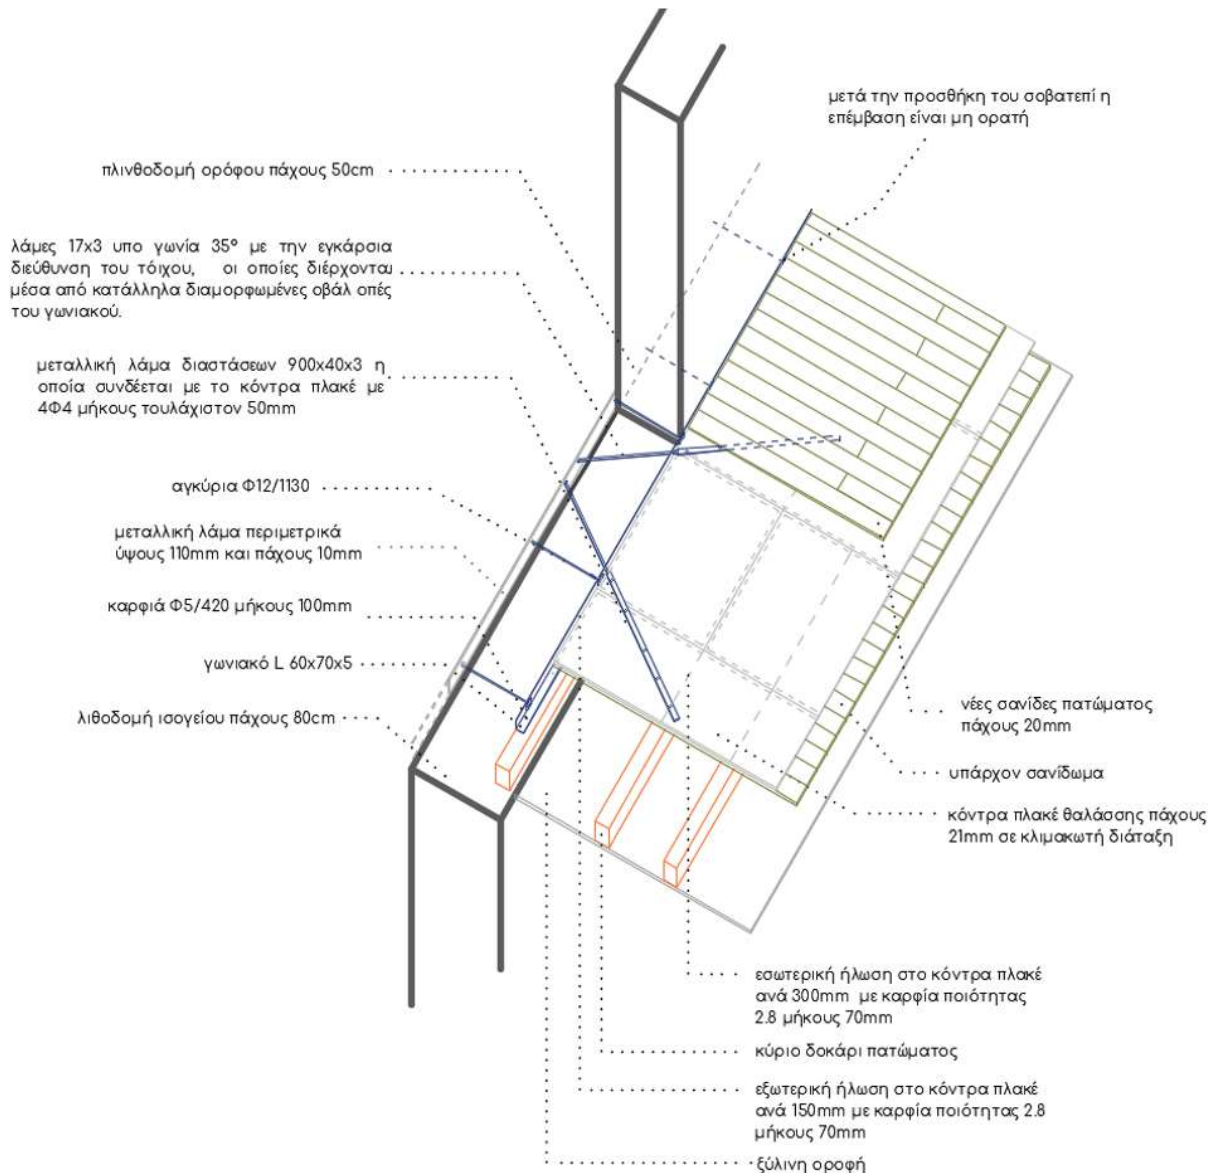 μετά την προσθήκη του σοβατεπί η
επέμβαση είναι μη ορατή
πλινθοδομή ορόφου πάχους 50cm
λάμες 17x3 υπο γωνία 35° με την εγκάρσια
διεύθυνση του τόιχου, οι οποίες διέρχονται
μέσα από κατάλληλα διαμορφωμένες οβάλ οπές
του γωνιακού.
μεταλλική λάμα διαστάσεων 900x40x3 η
οποία συνδέεται με το κόντρα πλακέ με
4Φ4 μήκους τουλάχιστον 50mm
αγκύρια Φ12/1130
μεταλλική λάμα περιμετρικά
ύψους 110mm και πάχους 10mm
καρφιά Φ5/420 μήκους 100mm
γωνιακό L 60x70x5
λιθοδομή ισογείου πάχους 80cm
νέες σανίδες πατώματος
πάχους 20mm
υπάρχον σανίδωμα
κόντρα πλακέ θαλάσσης πάχους
21mm σε κλιμακωτή διάταξη
εσωτερική ήλωση στο κόντρα πλακέ
ανά 300mm με καρφία ποιότητας
2.8 μήκους 70mm
κύριο δοκάρι πατώματος
εξωτερική ήλωση στο κόντρα πλακέ
ανά 150mm με καρφία ποιότητας 2.8
μήκους 70mm
ξύλινη οροφή